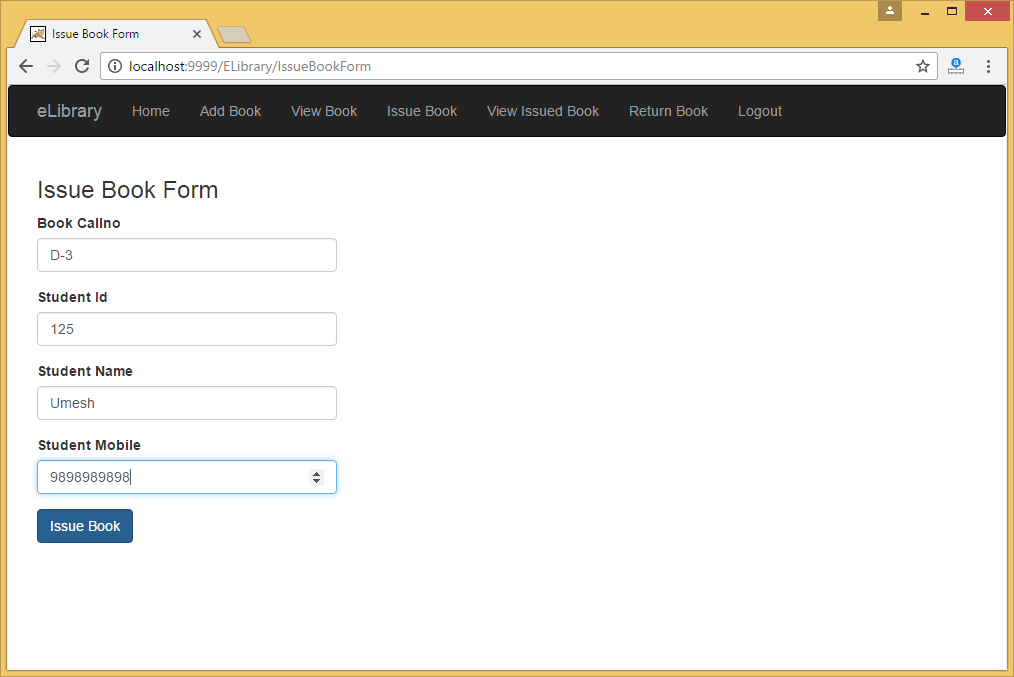 Issue Book Form
localhost:9999/ELibrary/IssueBookForm
eLibrary Home Add Book View Book Issue Book View Issued Book Return Book Logout
Issue Book Form
Book Callno
D-3
Student Id
125
Student Name
Umesh
Student Mobile
9898989898
Issue Book